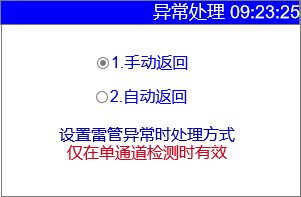 异常处理 09:23:25
1.手动返回
2.自动返回
设置雷管异常时处理方式
仅在单通道检测时有效